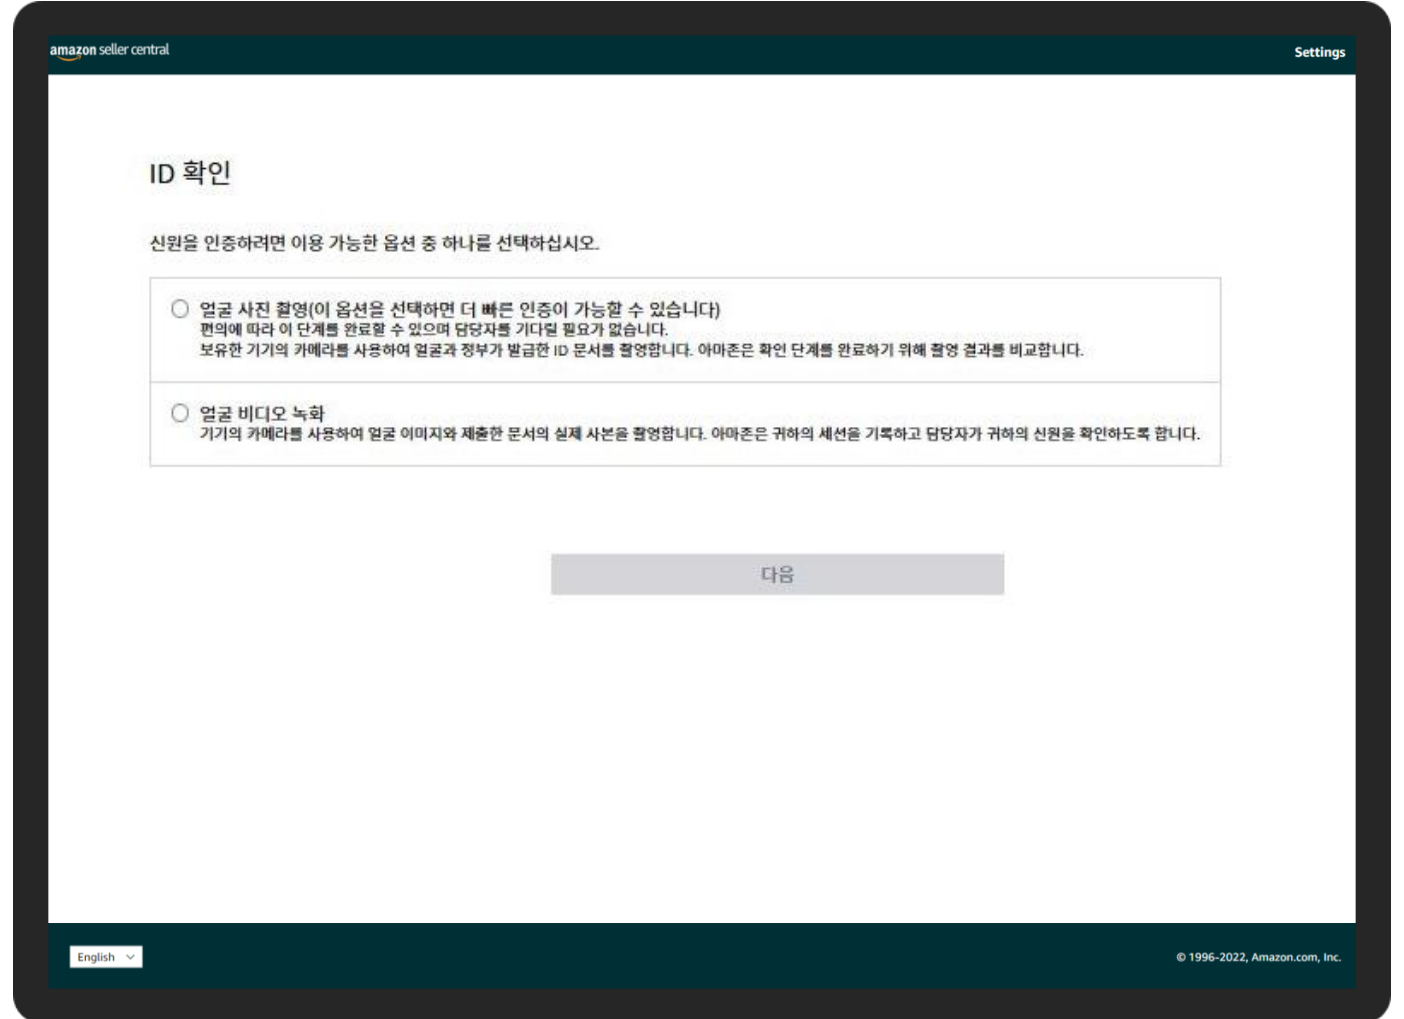 amazon seller central
Settings
ID 확인
신원을 인증하려면 이용 가능한 옵션 중 하나를 선택하십시오.
얼굴 사진 촬영(이 옵션을 선택하면 더 빠른 인증이 가능할 수 있습니다)
편의에 따라 이 단계를 완료할 수 있으며 담당자를 기다릴 필요가 없습니다.
보유한 기기의 카메라를 사용하여 얼굴과 정부가 발급한 ID 문서를 촬영합니다. 아마존은 확인 단계를 완료하기 위해 촬영 결과를 비교합니다.
얼굴 비디오 녹화
기기의 카메라를 사용하여 얼굴 이미지와 제출한 문서의 실제 사본을 촬영합니다. 아마존은 귀하의 세션을 기록하고 담당자가 귀하의 신원을 확인하도록 합니다.
다음
English
© 1996-2022, Amazon.com, Inc.